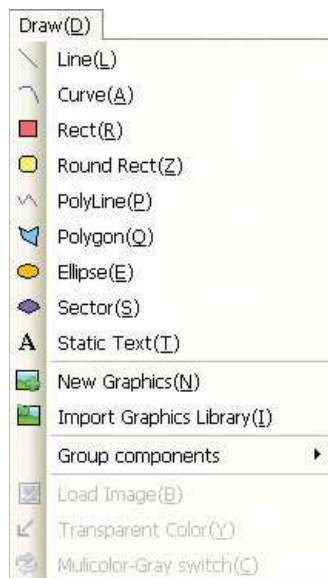 Draw(D)
Line(L)
Curve(A)
Rect(R)
Round Rect(Z)
PolyLine(P)
Polygon(O)
Ellipse(E)
Sector(S)
A Static Text(T)
New Graphics(N)
Import Graphics Library(I)
Group components
Load Image(B)
Transparent Color(Y)
Mulicolor-Gray switch(C)